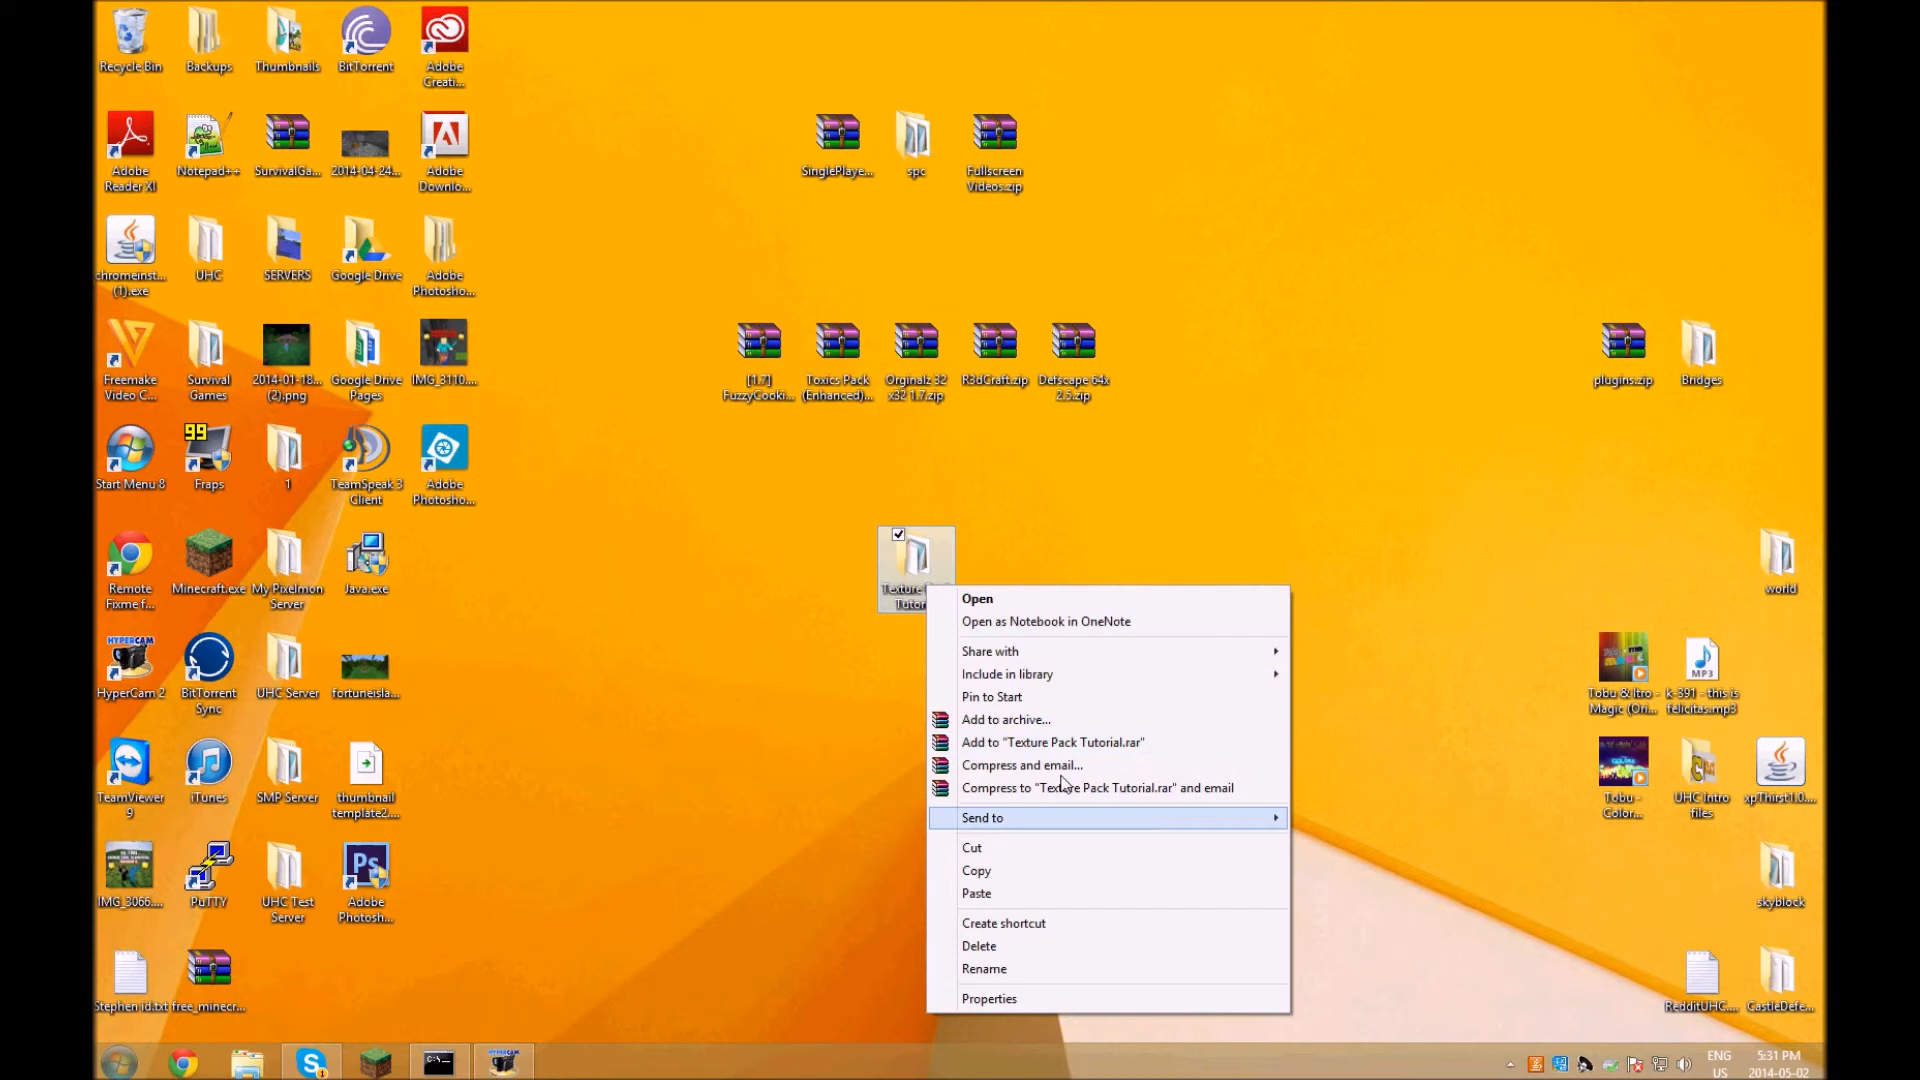 Recycle Bin
Backups
Thumbnails
BitTorrent
Adobe
Creati...
Adobe
Reader XI
Notepad++
SurvivalGa...
2014-04-24...
Adobe
Downlo...
chromeinst...
(1).exe
UHC
SERVERS
Google Drive
Adobe
Photosho...
Freemake
Video C...
Survival
Games
2014-01-18...
(2).png
Google Drive
Pages
IMG_3110....
99
Start Menu 8
Fraps
1
TeamSpeak 3
Client
Adobe
Photosho...
Remote
Fixme f...
Minecraft.exe
My Pixelmon
Server
Java.exe
HYPERCAM
HyperCam 2
BitTorrent
Sync
UHC Server
fortuneisla...
TeamViewer
9
iTunes
SMP Server
thumbnail
template2....
IMG_3066....
PuTTY
UHC Test
Server
Ps
Adobe
Photosh...
Stephen id.txt
free_minecr...
SinglePlaye...
spc
Fullscreen
Videos.zip
[1.7]
FuzzyCooki...
Toxics Pack
(Enhanced)...
Orginalz 32
x32 1.7.zip
R3dCraft.zip
Defscape 64x
2.5.zip
plugins.zip
Bridges
world
Tobu & Itro -
Magic (Ori...
MP3
k-391 - this is
felicitas.mp3
Tobu -
Color...
UHC Intro
files
xpThirst1.0....
skyblock
RedditUHC....
CastleDefe...
Texture
Tutor
Open
Open as Notebook in OneNote
Share with
Include in library
Pin to Start
Add to archive...
Add to "Texture Pack Tutorial.rar"
Compress and email...
Compress to "Texture Pack Tutorial.rar" and email
Send to
Cut
Copy
Paste
Create shortcut
Delete
Rename
Properties
HYPERCAM
ENG
US
5:31 PM
2014-05-02